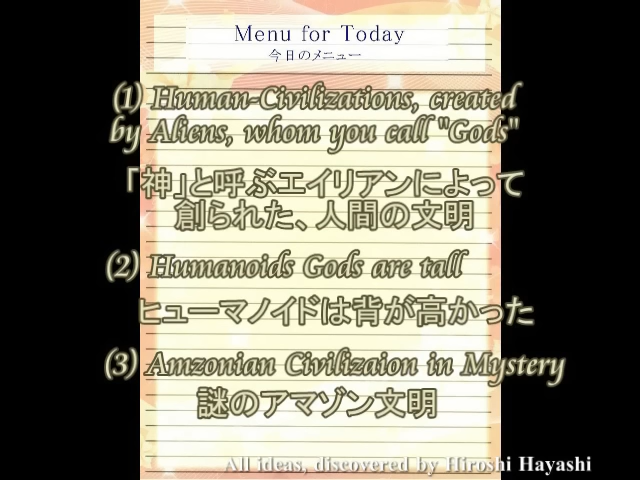 Menu for Today
今日のメニュー
(1) Human-Civilizations, created
by Aliens, whom you call "Gods"
「神」と呼ぶエイリアンによって
創られた、人間の文明
(2) Humanoids Gods are tall
ヒューマノイドは背が高かった
(3) Amzonian Civilizaion in Mystery
謎のアマゾン文明
All ideas, discovered by Hiroshi Hayashi